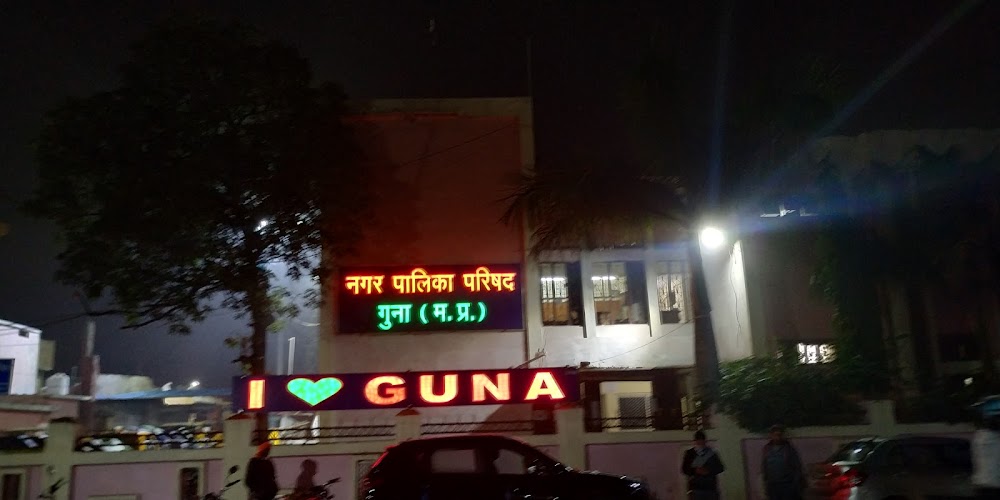 नगर पालिका परिषद
गुना (म.प्र.)
I 💚 GUNA